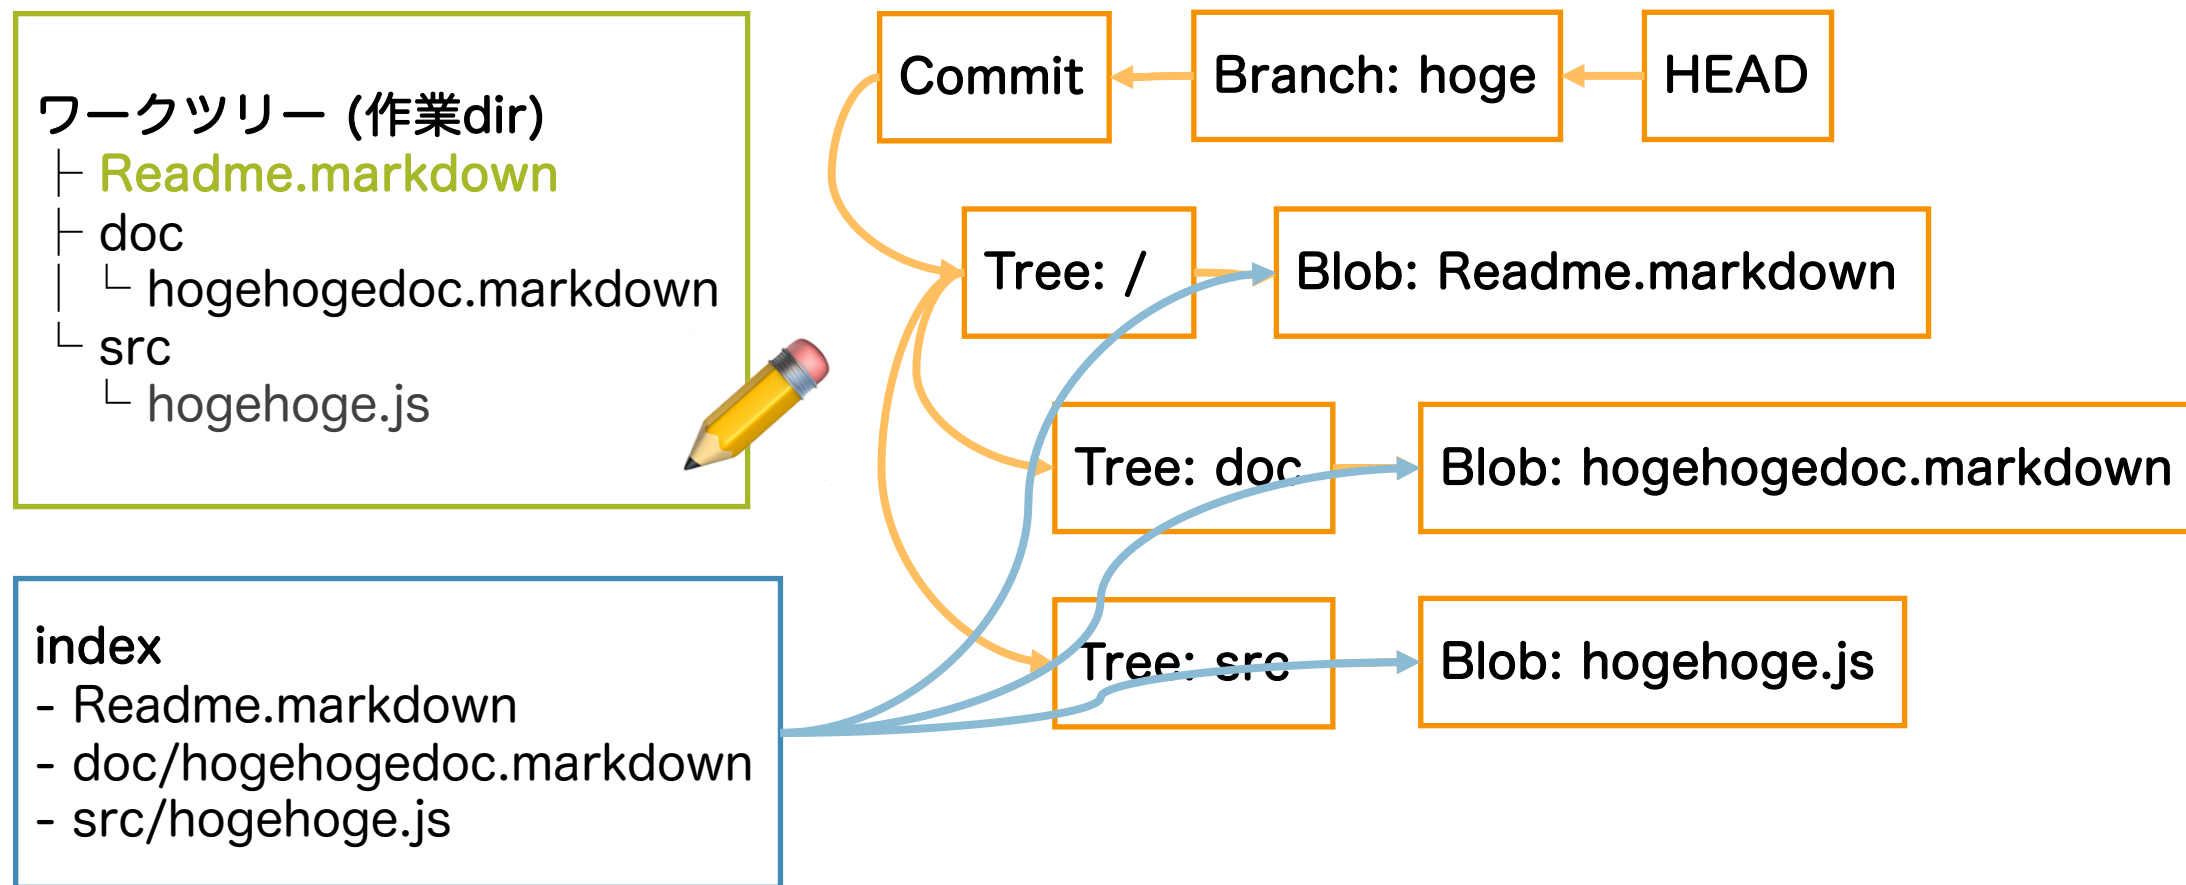 ワークツリー (作業dir)
├ Readme.markdown
├ doc
│ └ hogehogedoc.markdown
└ src
└ hogehoge.js
index
- Readme.markdown
- doc/hogehogedoc.markdown
- src/hogehoge.js
Commit
Branch: hoge
HEAD
Tree: /
Blob: Readme.markdown
Tree: doc
Blob: hogehogedoc.markdown
Tree: src
Blob: hogehoge.js